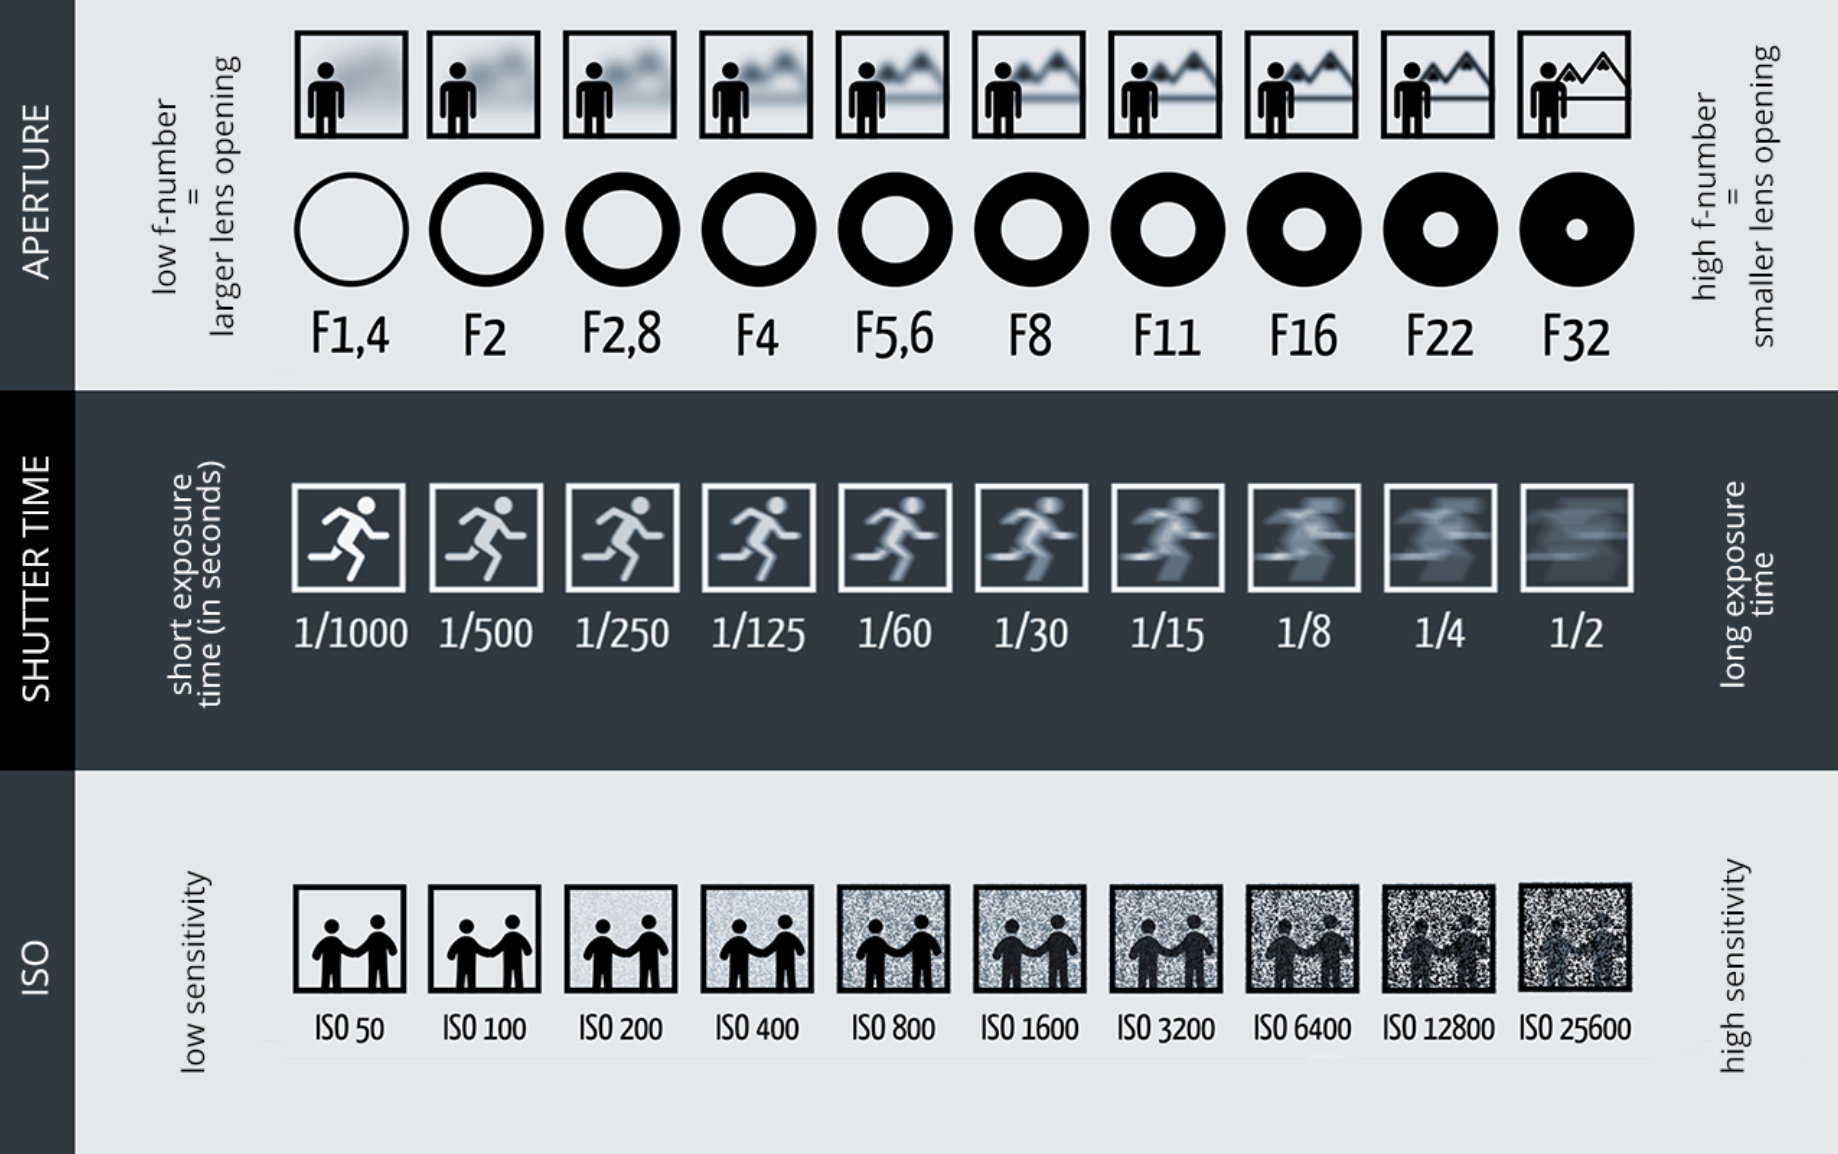 APERTURE
low f-number
=
larger lens opening
F1,4 F2 F2,8 F4 F5,6 F8 F11 F16 F22 F32
high f-number
=
smaller lens opening
SHUTTER TIME
short exposure
time (in seconds)
1/1000 1/500 1/250 1/125 1/60 1/30 1/15 1/8 1/4 1/2
long exposure
time
ISO
low sensitivity
ISO 50 ISO 100 ISO 200 ISO 400 ISO 800 ISO 1600 ISO 3200 ISO 6400 ISO 12800 ISO 25600
high sensitivity